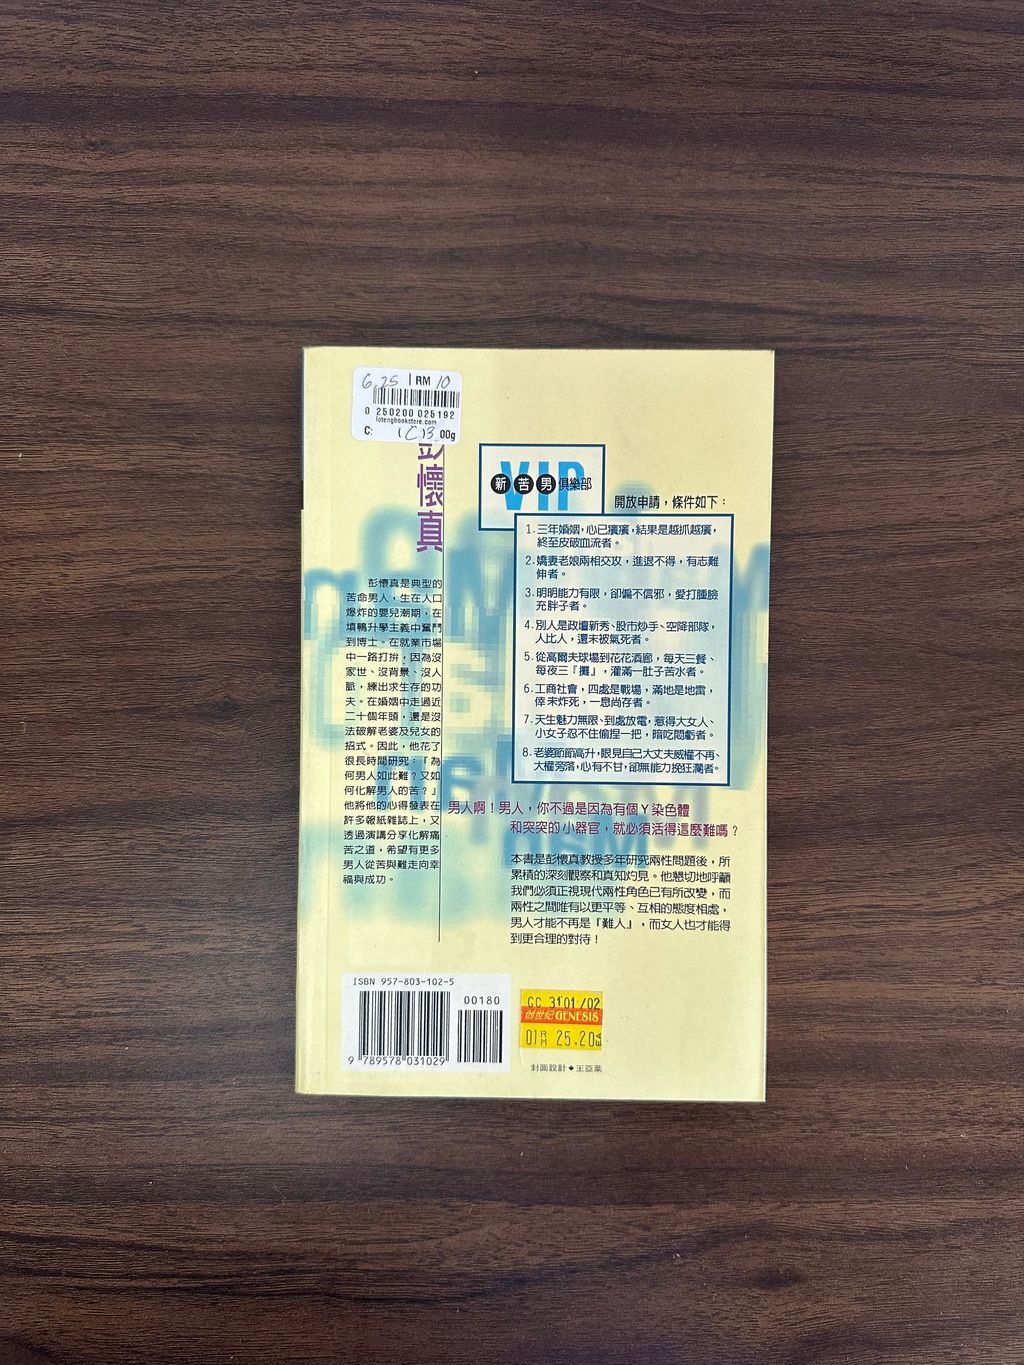 6.25 | RM 10
0 250200 025192
lotengbookstore.com
C: 00g
彭懷真
彭懷真是典型的
苦命男人，生在人口
爆炸的嬰兒潮期，在
填鴨升學主義中奮鬥
到博士。在就業市場
中一路打拚，因為沒
家世、沒背景、沒人
脈，練出求生存的功
夫。在婚姻中走過近
二十個年頭，還是沒
法破解老婆及兒女的
招式。因此，他花了
很長時間研究：「為
何男人如此難？又如
何化解男人的苦？」
他將他的心得發表在
許多報紙雜誌上，又
透過演講分享化解痛
苦之道，希望有更多
男人從苦與難走向幸
福與成功。
VIP
新苦男俱樂部
開放申請，條件如下：
1. 三年婚姻，心已癢癢，結果是越抓越癢，
終至皮破血流者。
2. 嬌妻老娘兩相交攻，進退不得，有志難
伸者。
3. 明明能力有限，卻偏不信邪，愛打腫臉
充胖子者。
4. 別人是政壇新秀、股市炒手、空降部隊，
人比人，還未被氣死者。
5. 從高爾夫球場到花花酒廊，每天三餐、
每夜三「攤」，灌滿一肚子苦水者。
6. 工商社會，四處是戰場，滿地是地雷，
倖未炸死，一息尚存者。
7. 天生魅力無限、到處放電，惹得大女人、
小女子忍不住偷捏一把，暗吃悶虧者。
8. 老婆節節高升，眼見自己大丈夫威權不再、
大權旁落，心有不甘，卻無能力挽狂瀾者。
男人啊！男人，你不過是因為有個Y染色體
和突突的小器官，就必須活得這麼難嗎？
本書是彭懷真教授多年研究兩性問題後，所
累積的深刻觀察和真知灼見。他懇切地呼籲
我們必須正視現代兩性角色已有所改變，而
兩性之間唯有以更平等、互相的態度相處，
男人才能不再是「難人」，而女人也才能得
到更合理的對待！
ISBN 957-803-102-5
00180
9 789578 031029
GC 3101/02
創世纪 GENESIS
01 RM 25.20 EA
封面設計◆王亞棻